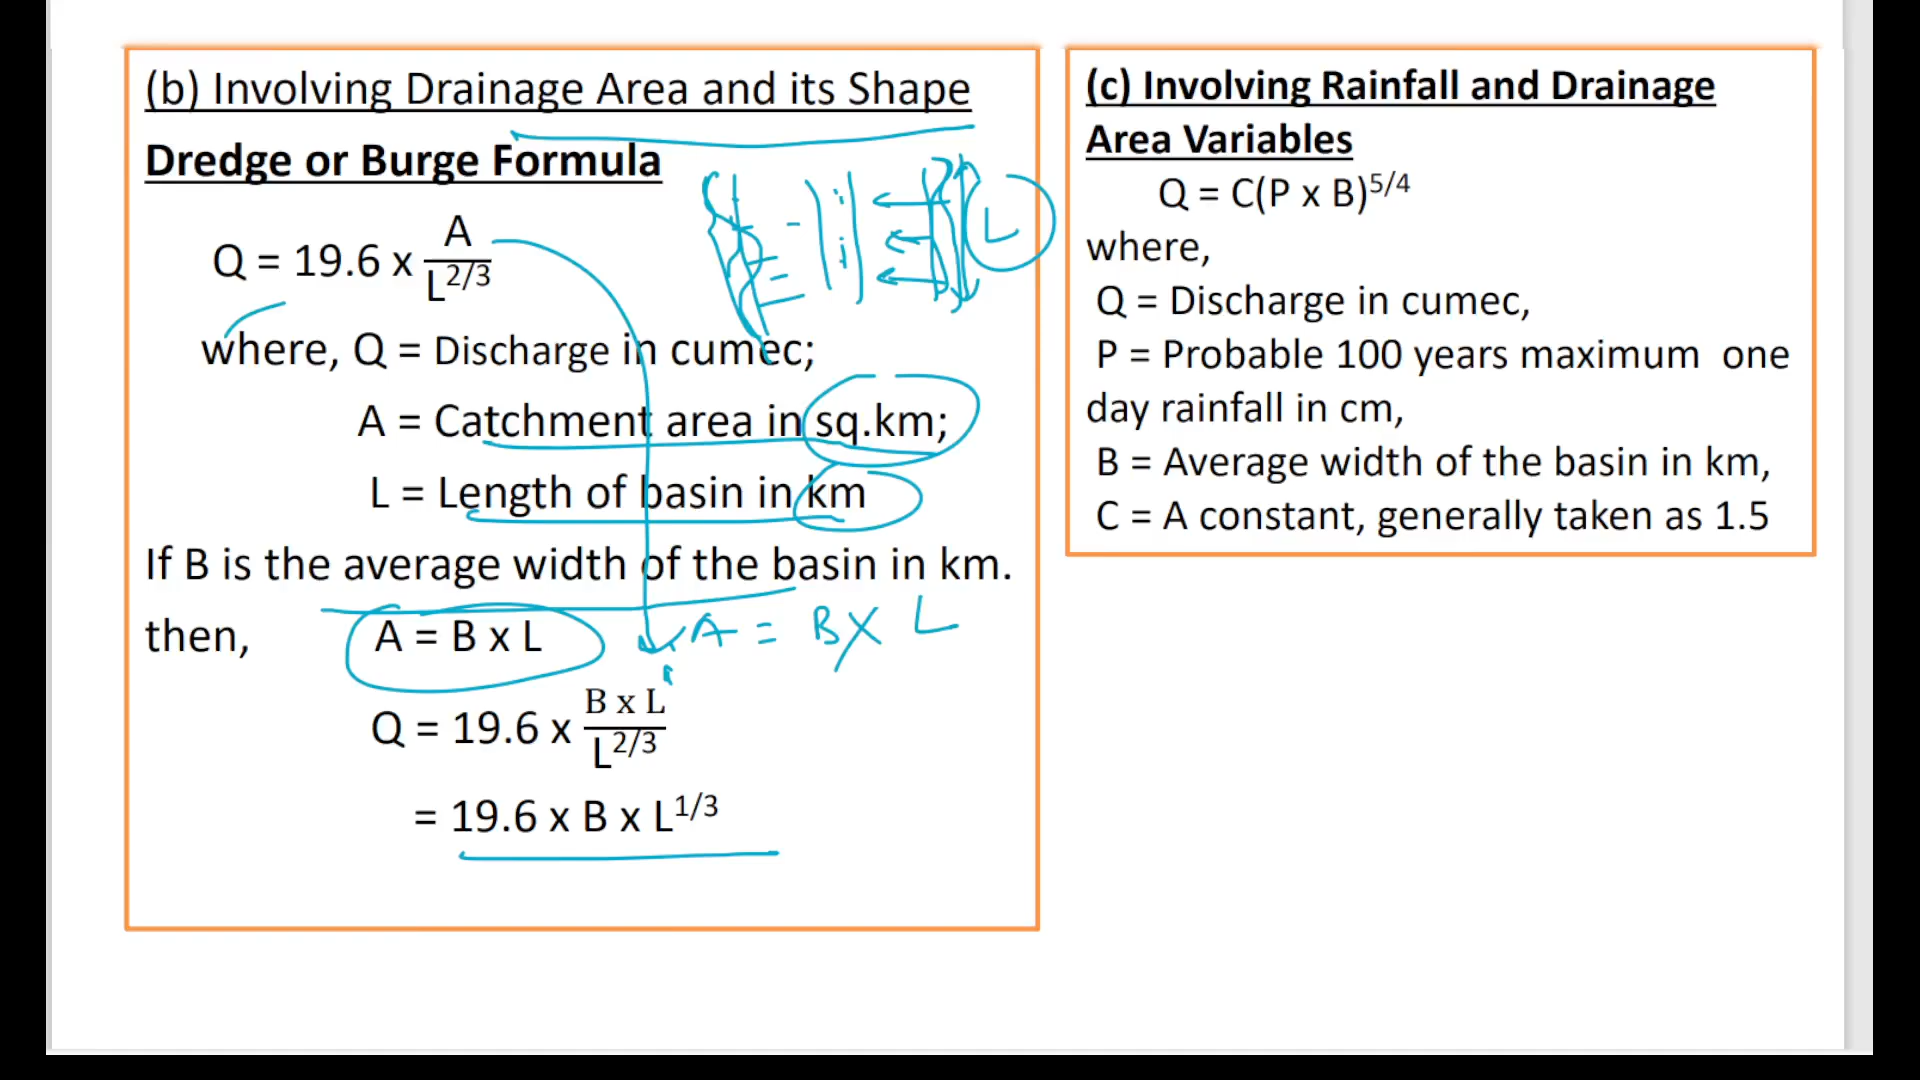 (b) Involving Drainage Area and its Shape
Dredge or Burge Formula
Q = 19.6 x A/L^2/3
where, Q = Discharge in cumec;
A = Catchment area in sq.km;
L = Length of basin in km
If B is the average width of the basin in km.
then, A = B x L
A = B X L
Q = 19.6 x B x L/L^2/3
= 19.6 x B x L^1/3
L
(c) Involving Rainfall and Drainage
Area Variables
Q = C(P x B)^5/4
where,
Q = Discharge in cumec,
P = Probable 100 years maximum one
day rainfall in cm,
B = Average width of the basin in km,
C = A constant, generally taken as 1.5